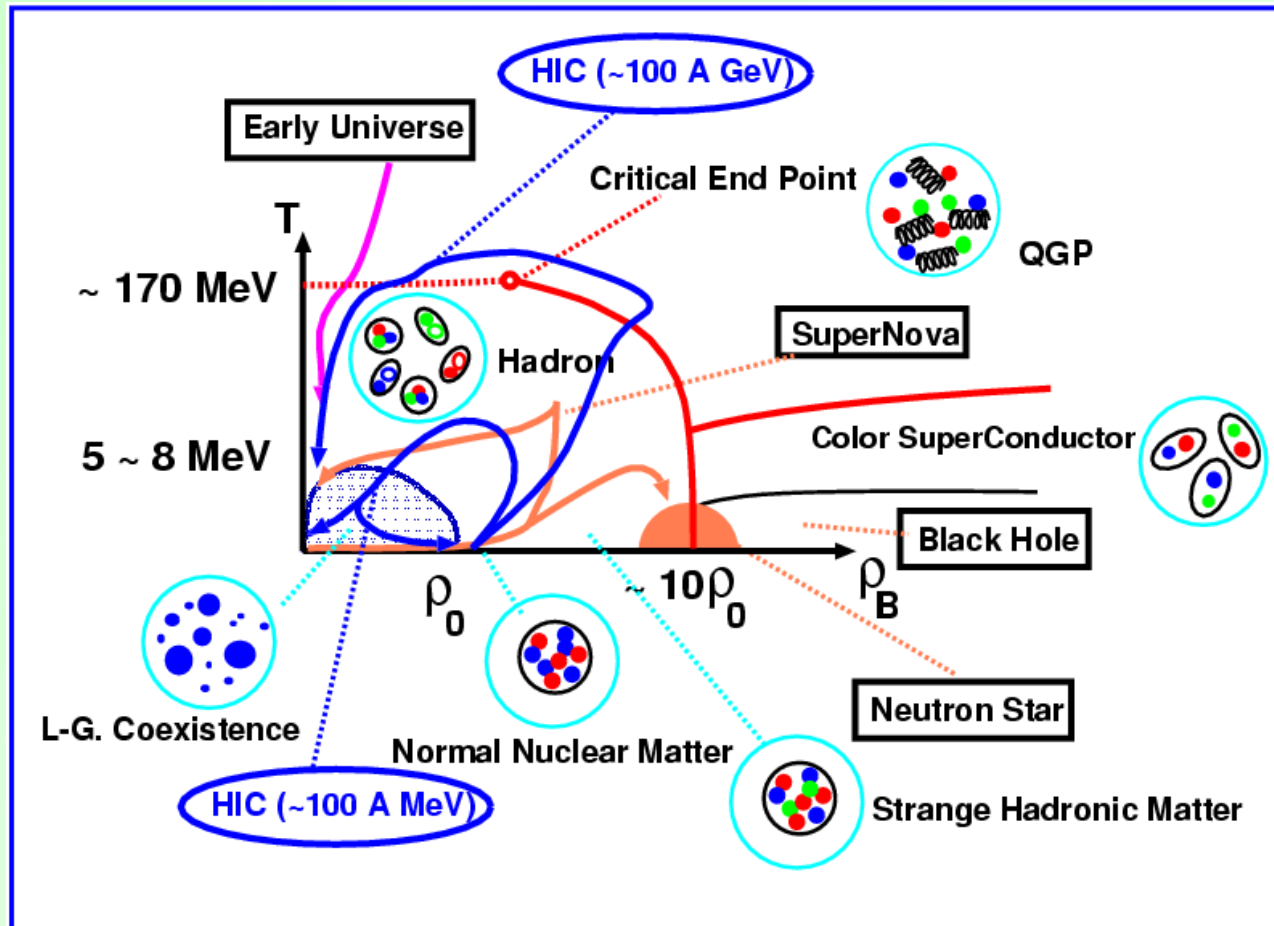 HIC (~100 A GeV)
Early Universe
Critical End Point
T
QGP
~ 170 MeV
SuperNova
Hadron
Color SuperConductor
5 ~ 8 MeV
Black Hole
ρ0
~ 10ρ0
ρB
Neutron Star
L-G. Coexistence
Normal Nuclear Matter
HIC (~100 A MeV)
Strange Hadronic Matter